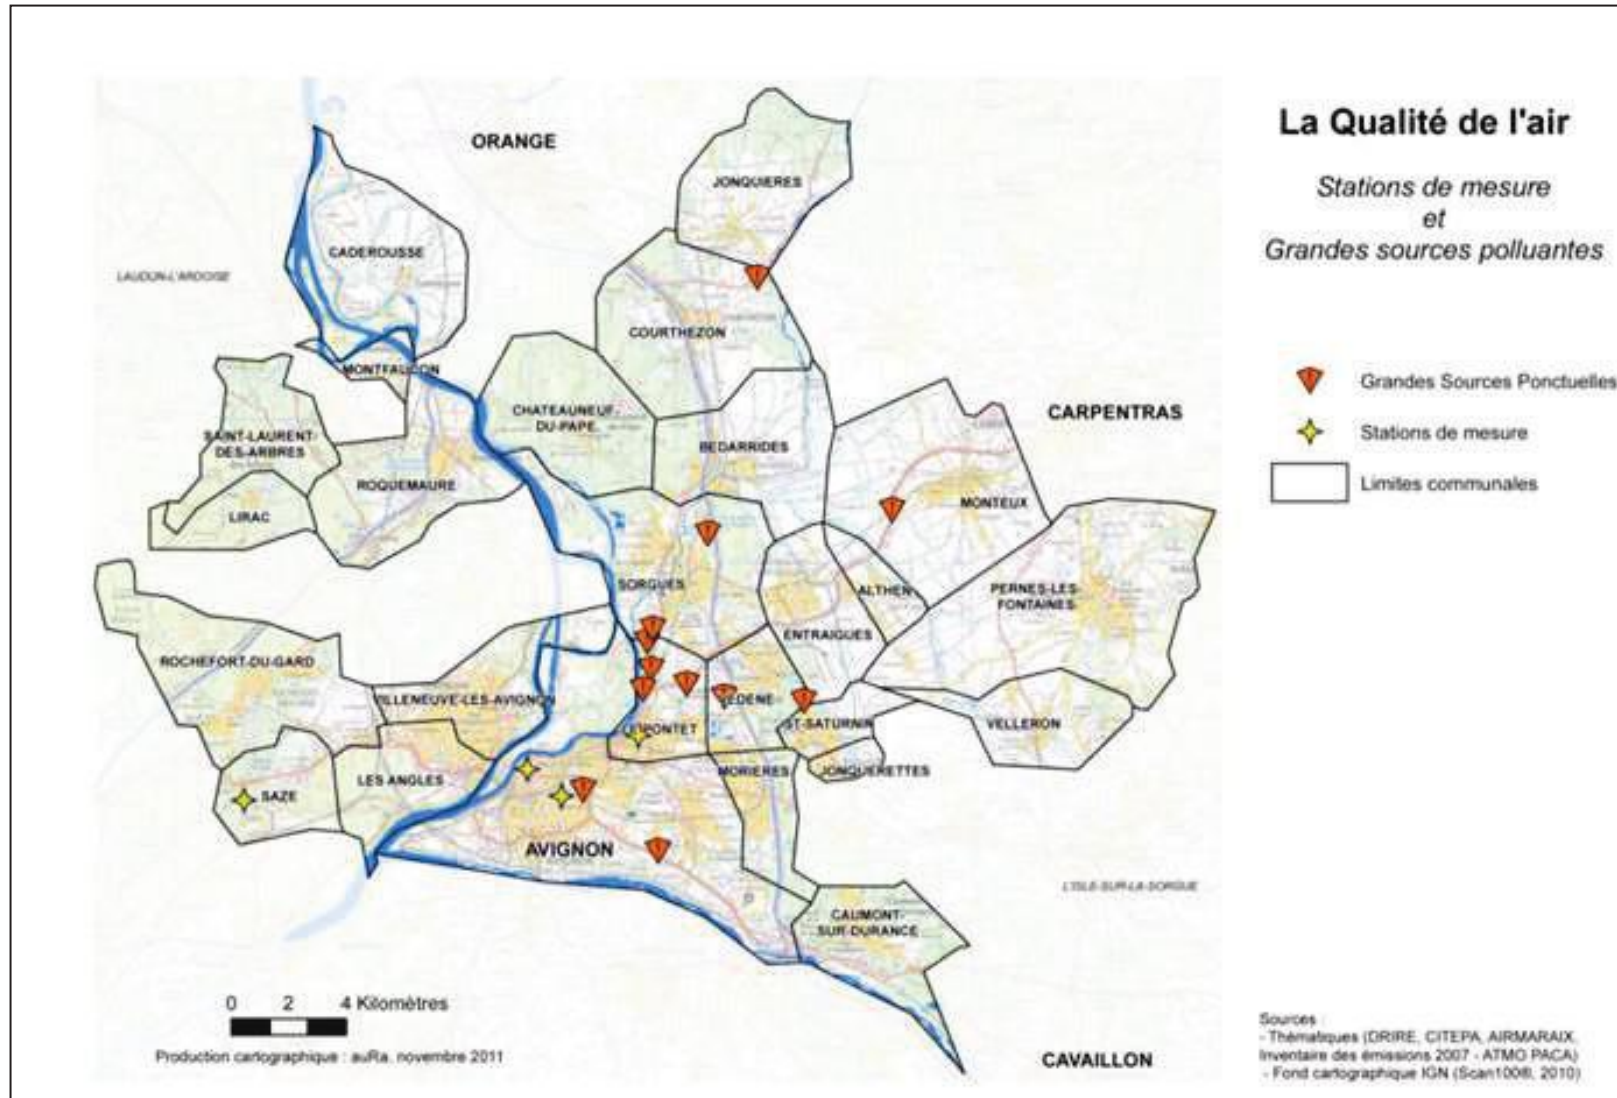 La Qualité de l'air
Stations de mesure
et
Grandes sources polluantes
Grandes Sources Ponctuelles
Stations de mesure
Limites communales
ORANGE
JONQUIERES
CADEROUSSE
LAUDUN-L'ARDOISE
COURTHEZON
MONTFAUCON
CHATEAUNEUF-
DU-PAPE
CARPENTRAS
SAINT-LAURENT-
DES-ARBRES
BEDARRIDES
ROQUEMAURE
MONTEUX
LIRAC
SORGUES
ALTHEN
PERNES-LES-
FONTAINES
ENTRAIGUES
ROCHEFORT-DU-GARD
VILLENEUVE-LES-AVIGNON
VEDENE
LE PONTET
ST-SATURNIN
VELLERON
MORIERES
JONQUERETTES
LES ANGLES
SAZE
AVIGNON
L'ISLE-SUR-LA-SORGUE
CAUMONT-
SUR-DURANCE
CAVAILLON
0 2 4 Kilomètres
Production cartographique : auRa, novembre 2011
Sources :
- Thématiques (DRIRE, CITEPA, AIRMARAIX,
Inventaire des émissions 2007 - ATMO PACA)
- Fond cartographique IGN (Scan100®, 2010)